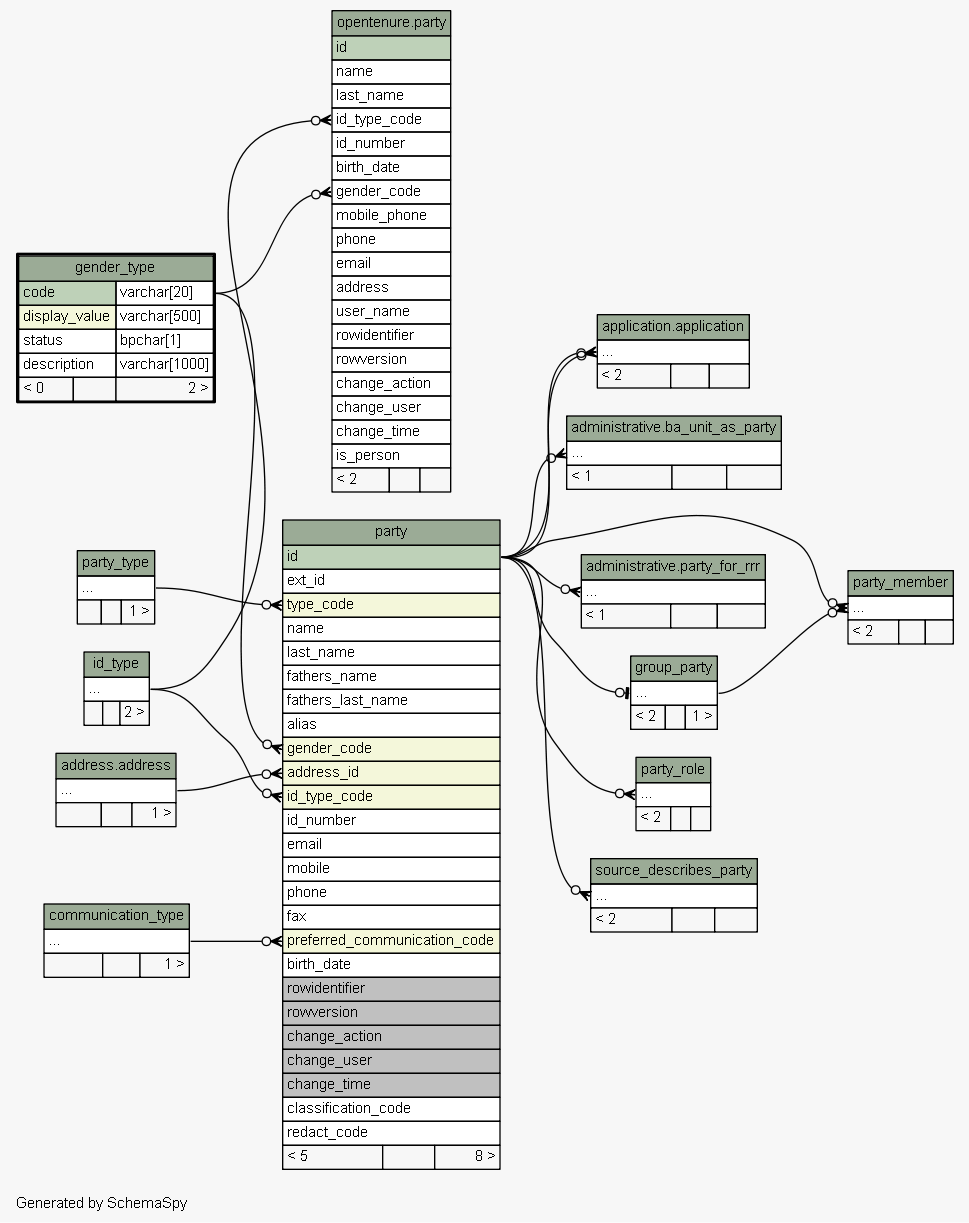 opentenure.party
id
name
last_name
id_type_code
id_number
birth_date
gender_code
mobile_phone
phone
email
address
user_name
rowidentifier
rowversion
change_action
change_user
change_time
is_person
< 2
gender_type
code varchar[20]
display_value varchar[500]
status bpchar[1]
description varchar[1000]
< 0 2 >
application.application
...
< 2
administrative.ba_unit_as_party
...
< 1
party
id
ext_id
type_code
name
last_name
fathers_name
fathers_last_name
alias
gender_code
address_id
id_type_code
id_number
email
mobile
phone
fax
preferred_communication_code
birth_date
rowidentifier
rowversion
change_action
change_user
change_time
classification_code
redact_code
< 5 8 >
party_type
...
1 >
id_type
...
2 >
address.address
...
1 >
communication_type
...
1 >
administrative.party_for_rrr
...
< 1
party_member
...
< 2
group_party
...
< 2 1 >
party_role
...
< 2
source_describes_party
...
< 2
Generated by SchemaSpy